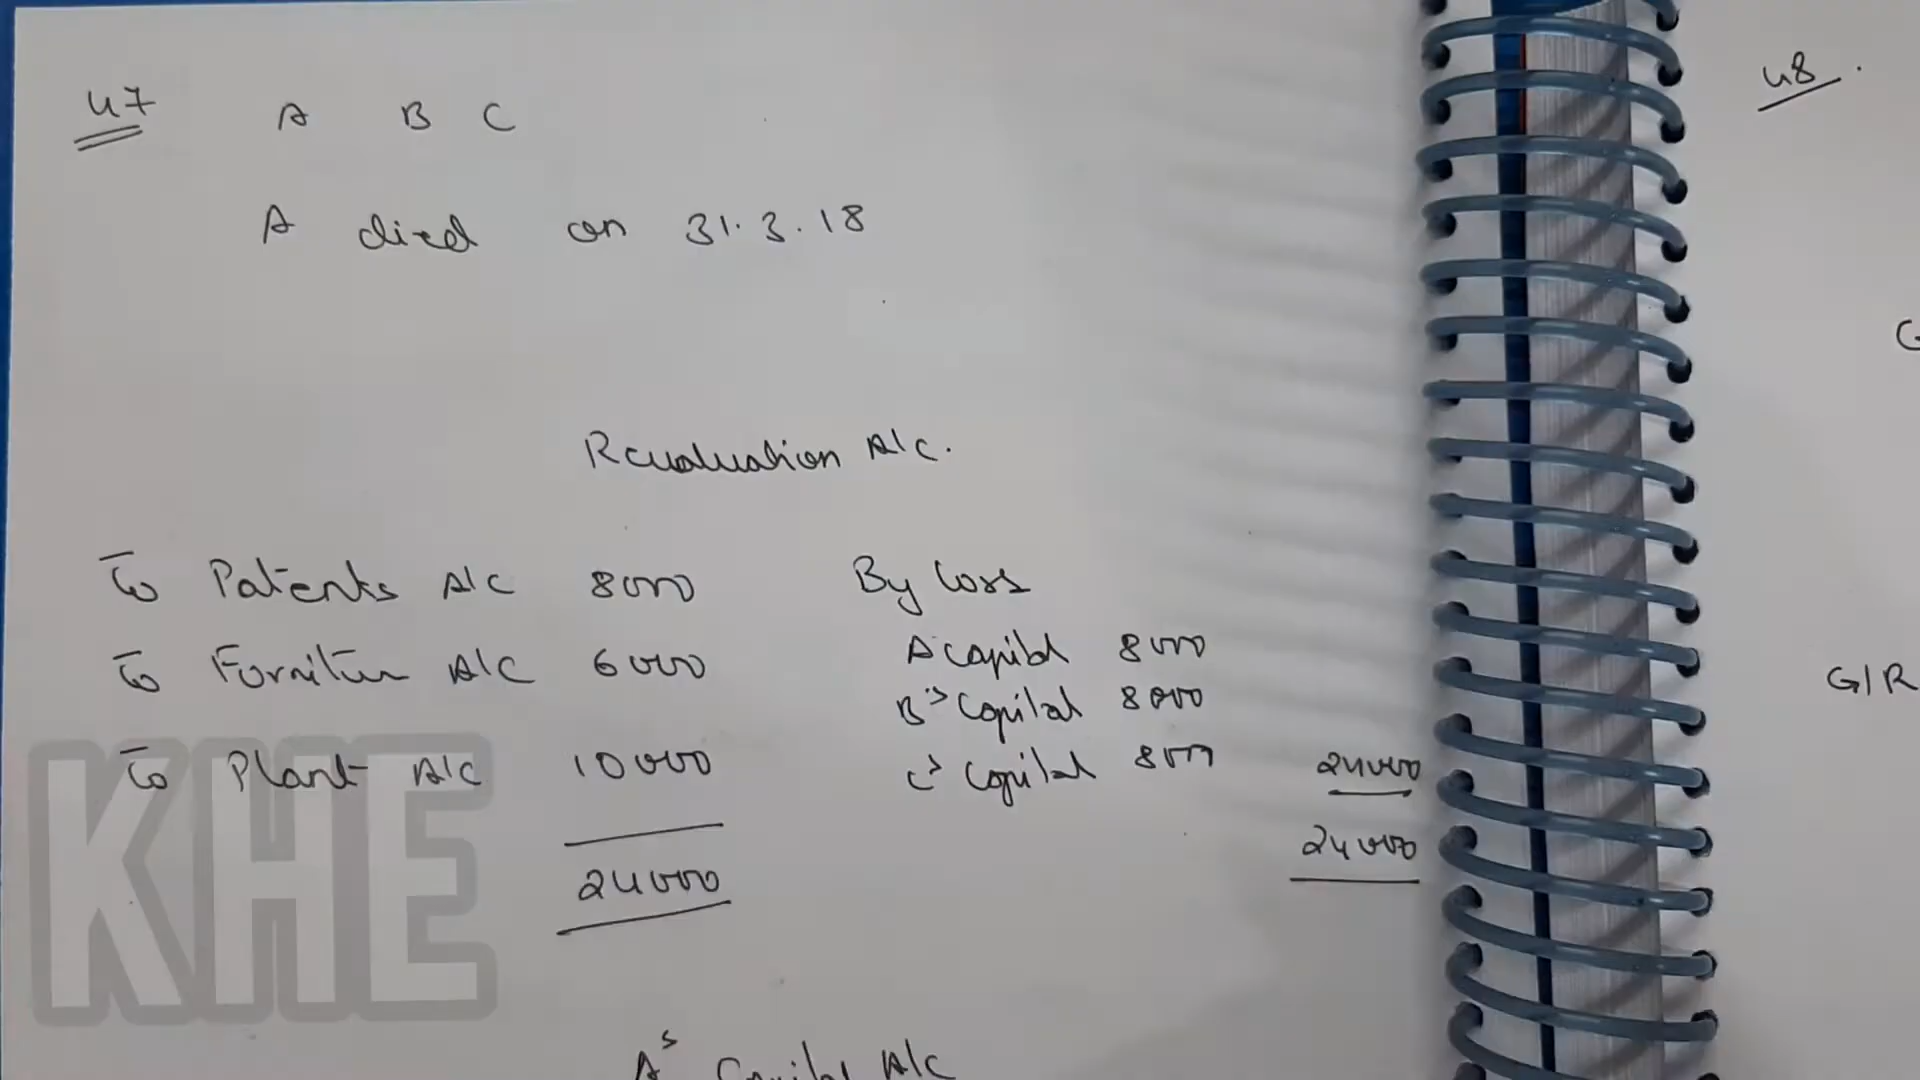 47 A B C
A died on 31.3.18
Revaluation A/c.
To Patents A/c 8000 By Loss
To Furniture A/c 6000 A capital 8000
B's Capital 8000
To Plant A/c 10000 C's Capital 8000 24000
24000 24000
A's Capital A/c
48.
G
G/R
KHE